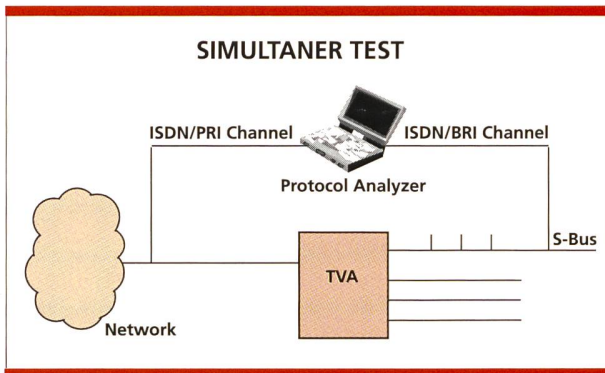 SIMULTANER TEST
ISDN/PRI Channel
ISDN/BRI Channel
Protocol Analyzer
S-Bus
TVA
Network